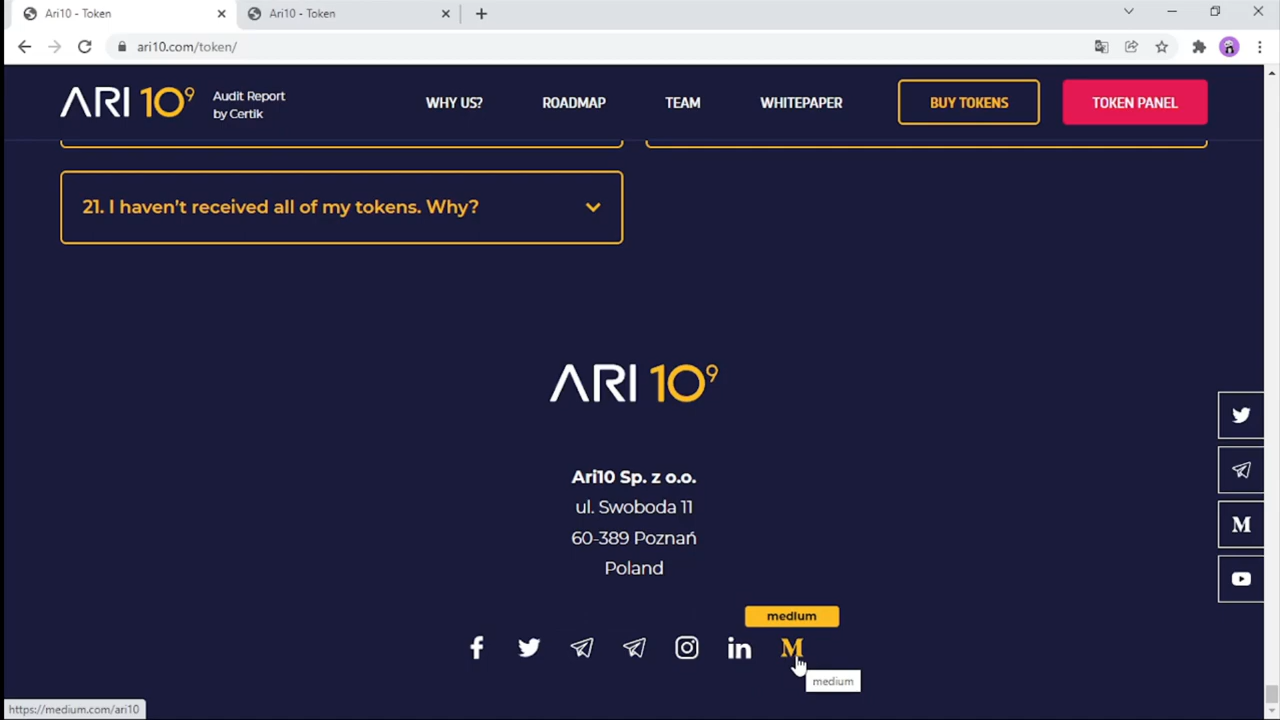 Ari10 - Token
Ari10 - Token
ari10.com/token/
ARI 10⁹
Audit Report
by Certik
WHY US?
ROADMAP
TEAM
WHITEPAPER
BUY TOKENS
TOKEN PANEL
21. I haven't received all of my tokens. Why?
ARI 10⁹
Ari10 Sp. z o.o.
ul. Swoboda 11
60-389 Poznań
Poland
medium
medium
https://medium.com/ari10